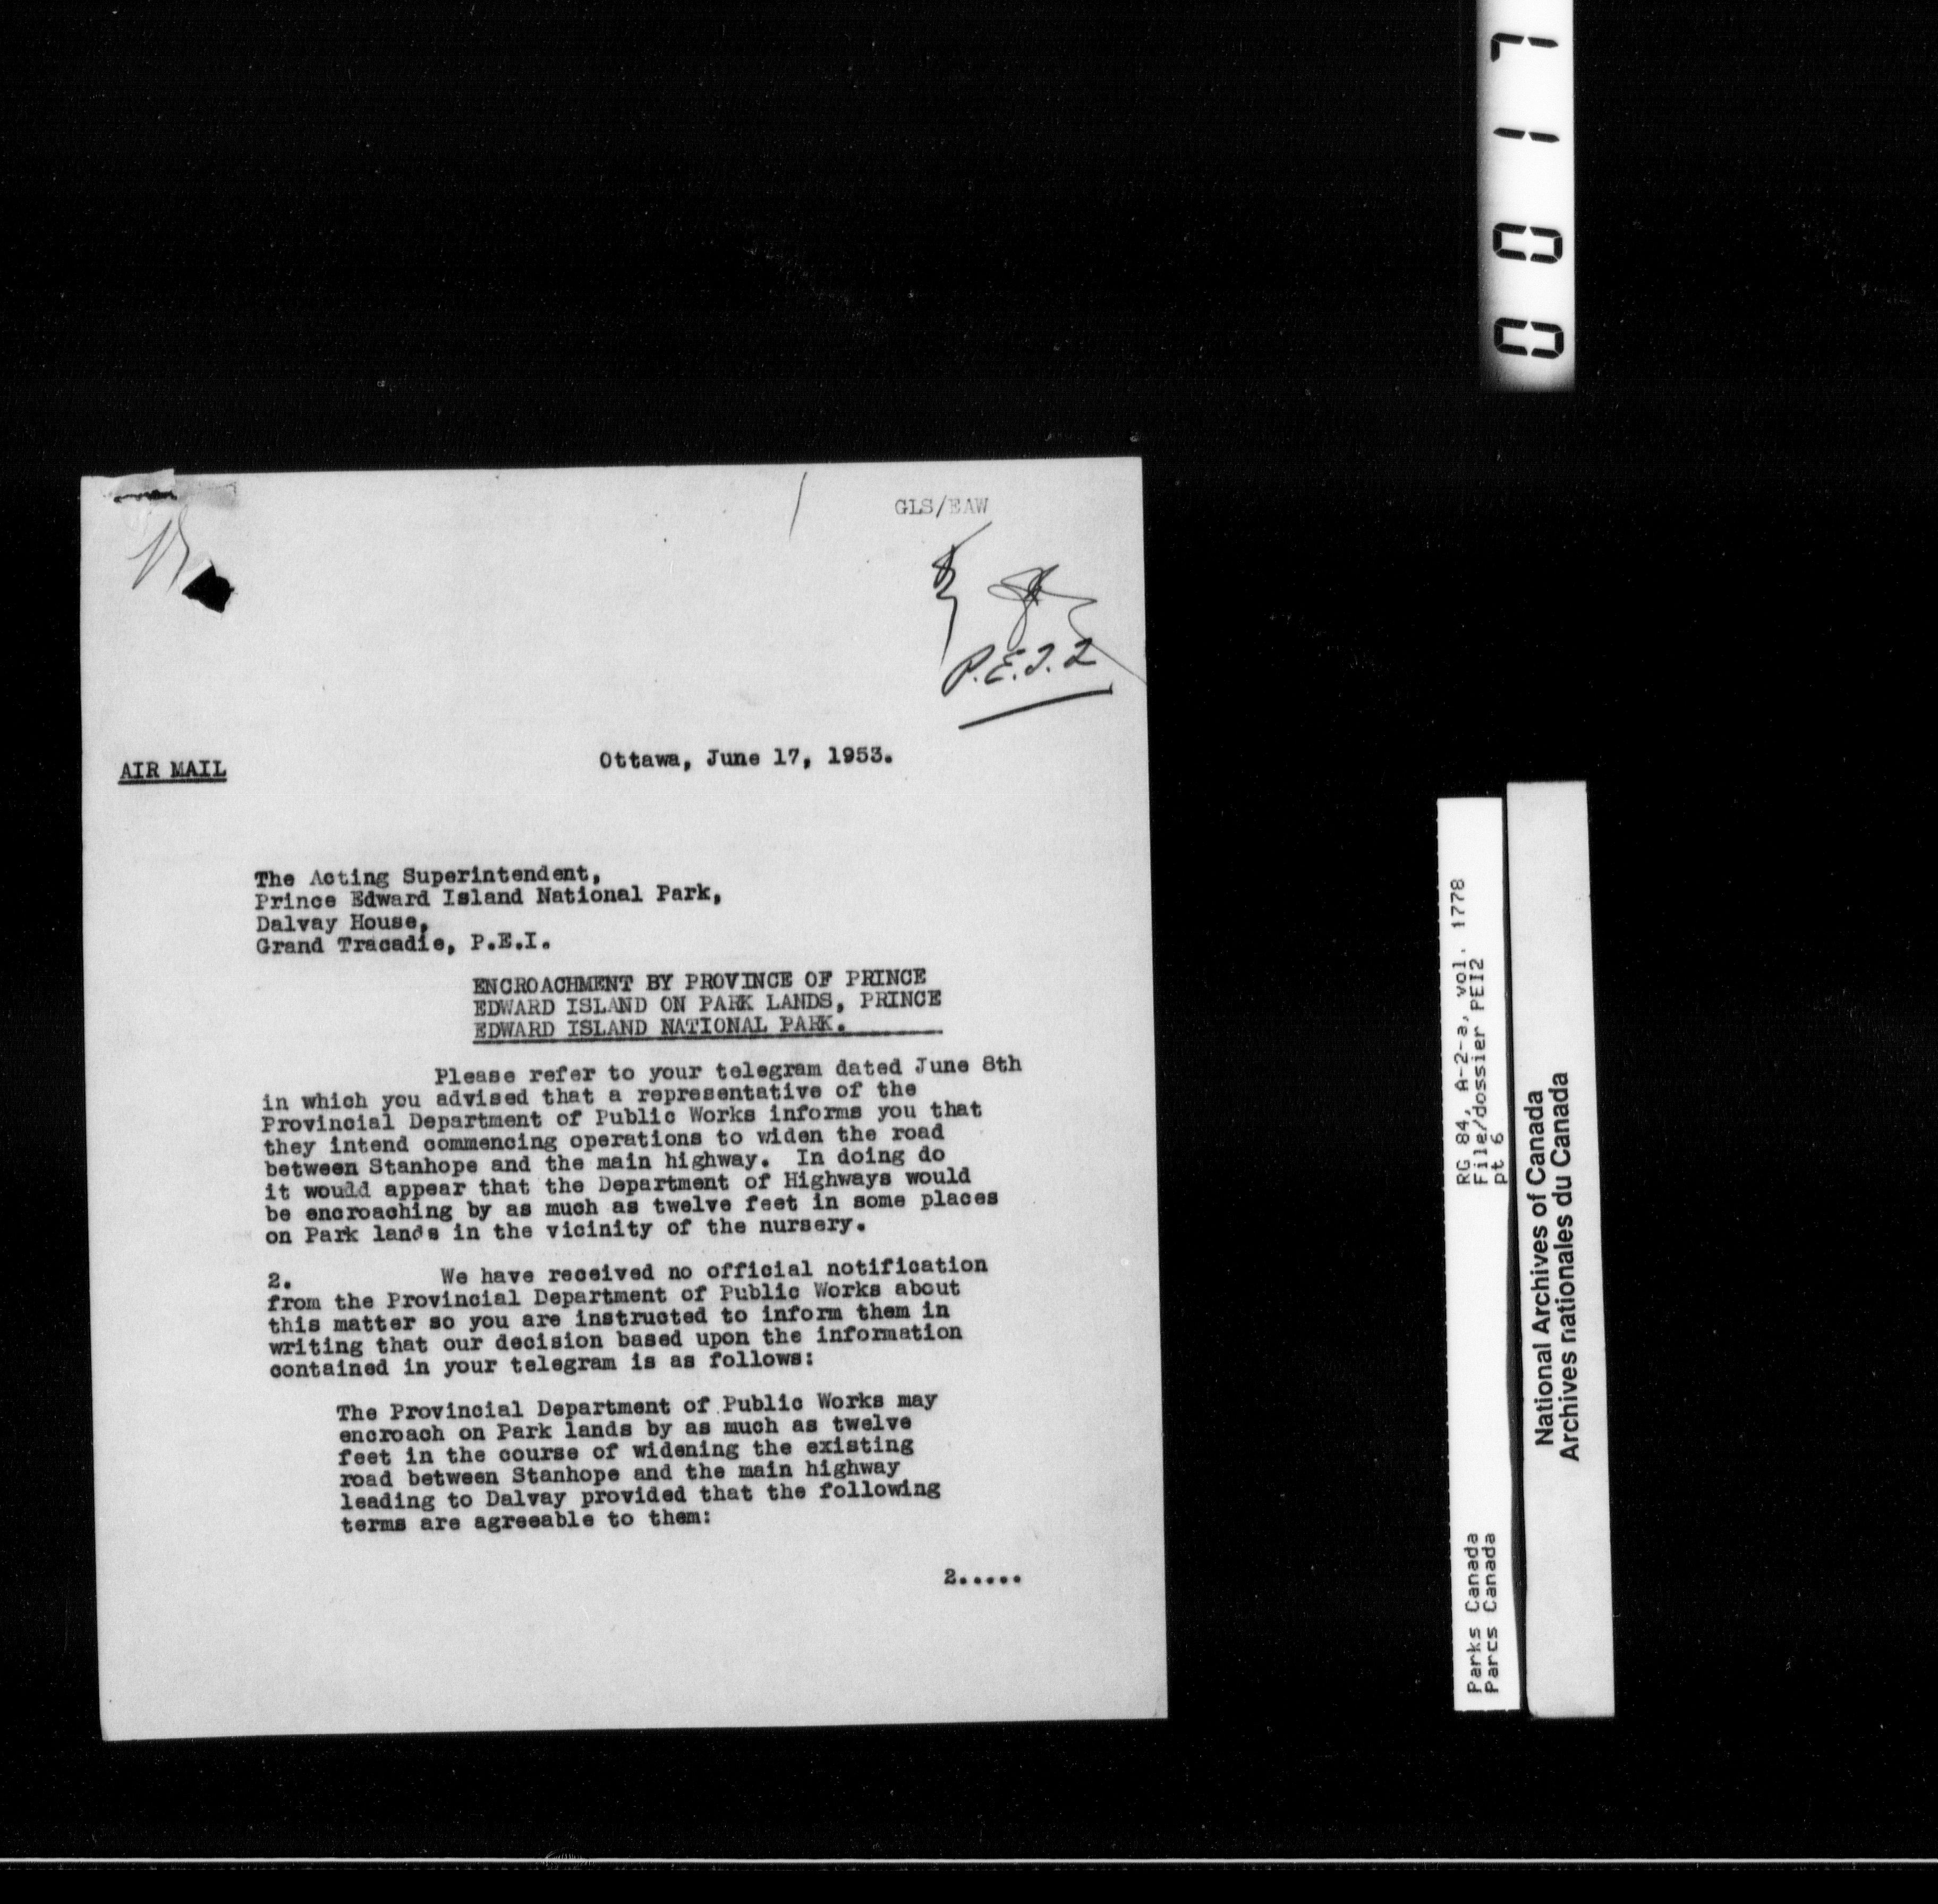 0017
GLS/EAW
P.E.I.2
AIR MAIL
Ottawa, June 17, 1953.
The Acting Superintendent,
Prince Edward Island National Park,
Dalvay House,
Grand Tracadie, P.E.I.
ENCROACHMENT BY PROVINCE OF PRINCE
EDWARD ISLAND ON PARK LANDS, PRINCE
EDWARD ISLAND NATIONAL PARK.
Please refer to your telegram dated June 8th
in which you advised that a representative of the
Provincial Department of Public Works informs you that
they intend commencing operations to widen the road
between Stanhope and the main highway. In doing do
it would appear that the Department of Highways would
be encroaching by as much as twelve feet in some places
on Park lands in the vicinity of the nursery.
2. We have received no official notification
from the Provincial Department of Public Works about
this matter so you are instructed to inform them in
writing that our decision based upon the information
contained in your telegram is as follows:
The Provincial Department of Public Works may
encroach on Park lands by as much as twelve
feet in the course of widening the existing
road between Stanhope and the main highway
leading to Dalvay provided that the following
terms are agreeable to them:
2.....
Parks Canada
Parcs Canada
RG 84, A-2-a, vol. 1778
File/dossier PEI2
pt 6
National Archives of Canada
Archives nationales du Canada